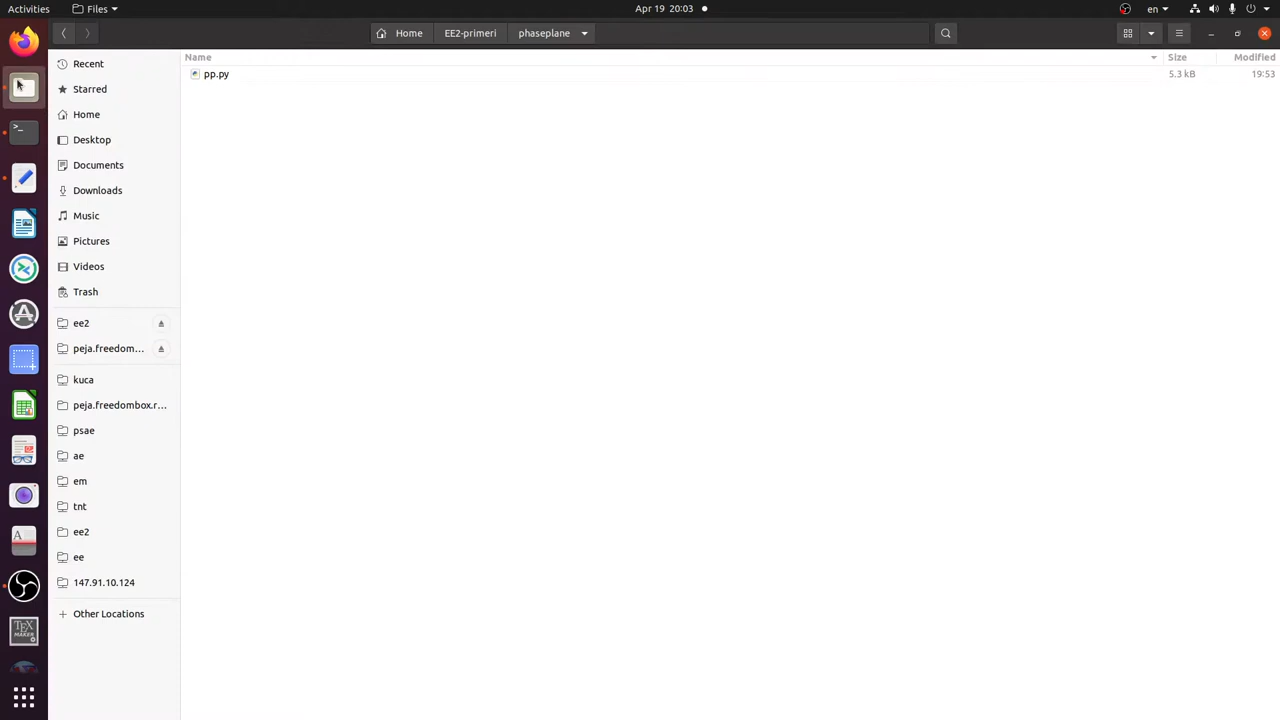 Activities Files Apr 19 20:03 en
Home EE2-primeri phaseplane
Name Size Modified
pp.py 5.3 kB 19:53
Recent
Starred
Home
Desktop
Documents
Downloads
Music
Pictures
Videos
Trash
ee2
peja.freedom…
kuca
peja.freedombox.r…
psae
ae
em
tnt
ee2
ee
147.91.10.124
Other Locations
>_
A
TEX
MAKER